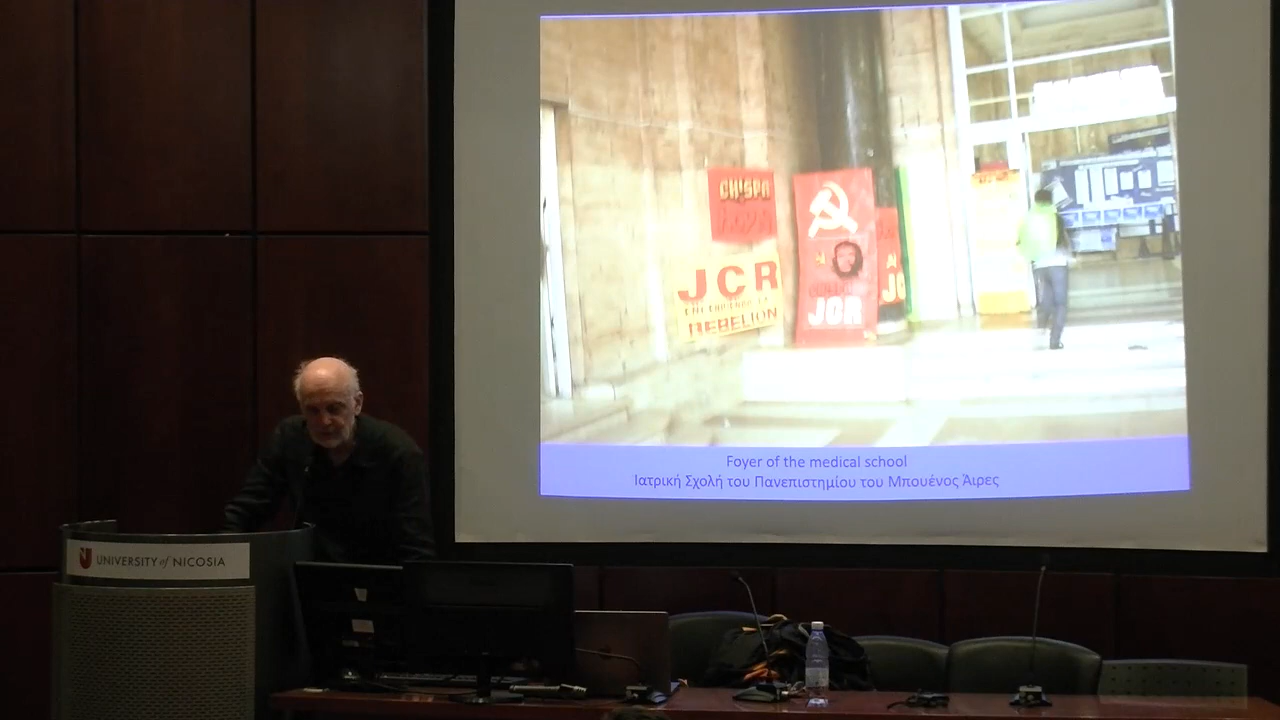 CHISPA
JCR
REBELION
JCR
JC
Foyer of the medical school
Ιατρική Σχολή του Πανεπιστημίου του Μπουένος Άιρες
UNIVERSITY of NICOSIA